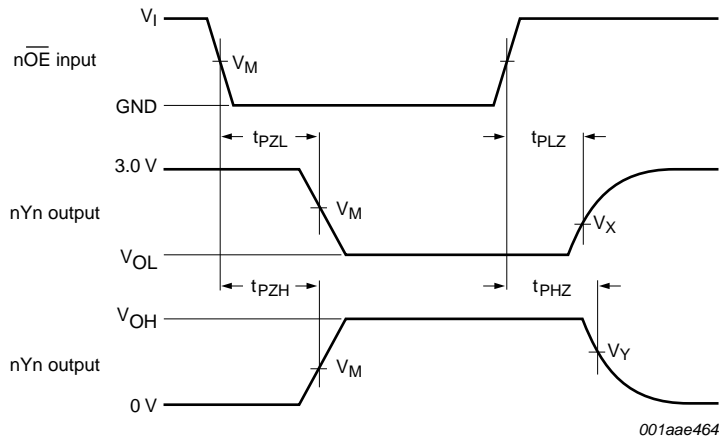 V_I
nO̅E̅ input
V_M
GND
t_PZL
t_PLZ
3.0 V
nYn output
V_M
V_X
V_OL
t_PZH
t_PHZ
V_OH
nYn output
V_M
V_Y
0 V
001aae464